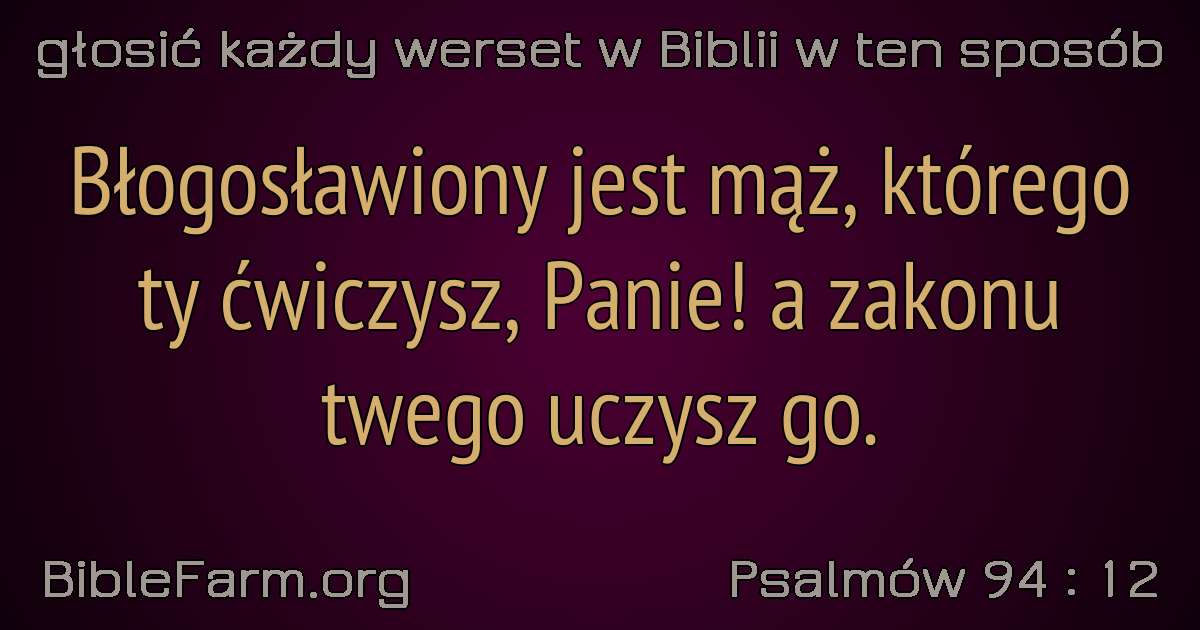 głosić każdy werset w Biblii w ten sposób
Błogosławiony jest mąż, którego
ty ćwiczysz, Panie! a zakonu
twego uczysz go.
BibleFarm.org
Psalmów 94 : 12